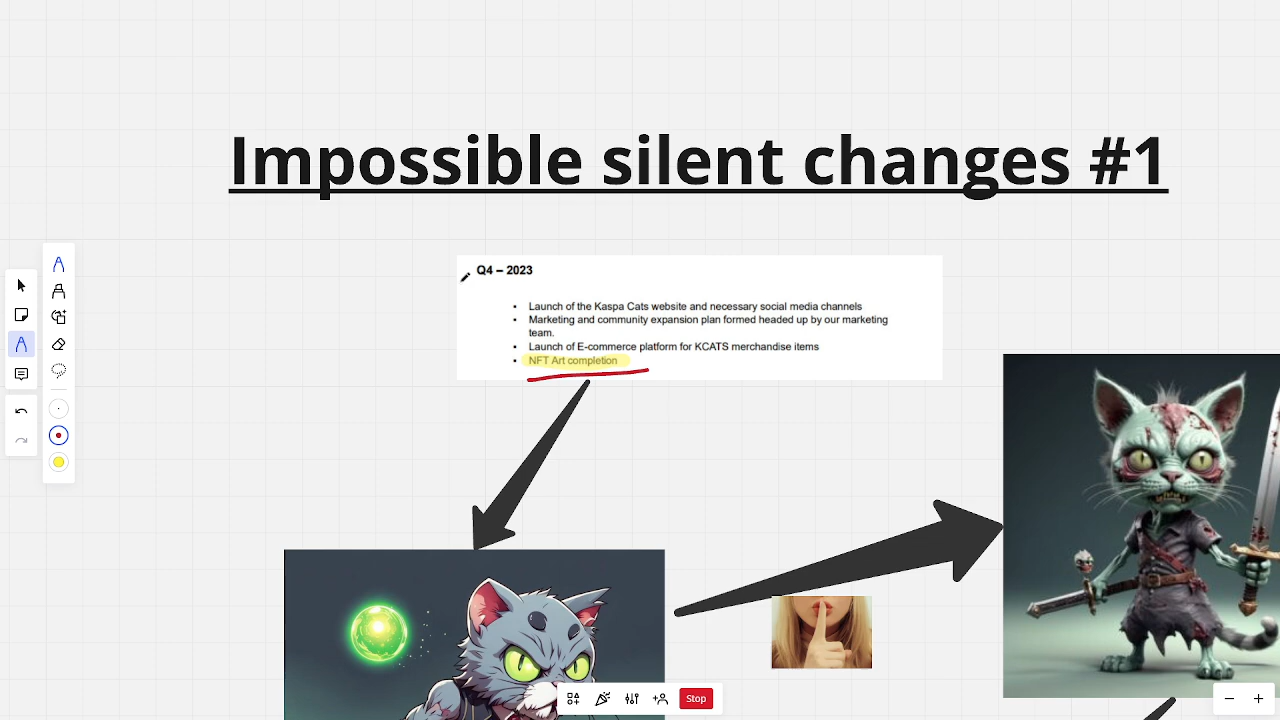 Impossible silent changes #1
Q4 – 2023
• Launch of the Kaspa Cats website and necessary social media channels
• Marketing and community expansion plan formed headed up by our marketing
team.
• Launch of E-commerce platform for KCATS merchandise items
• NFT Art completion
Stop